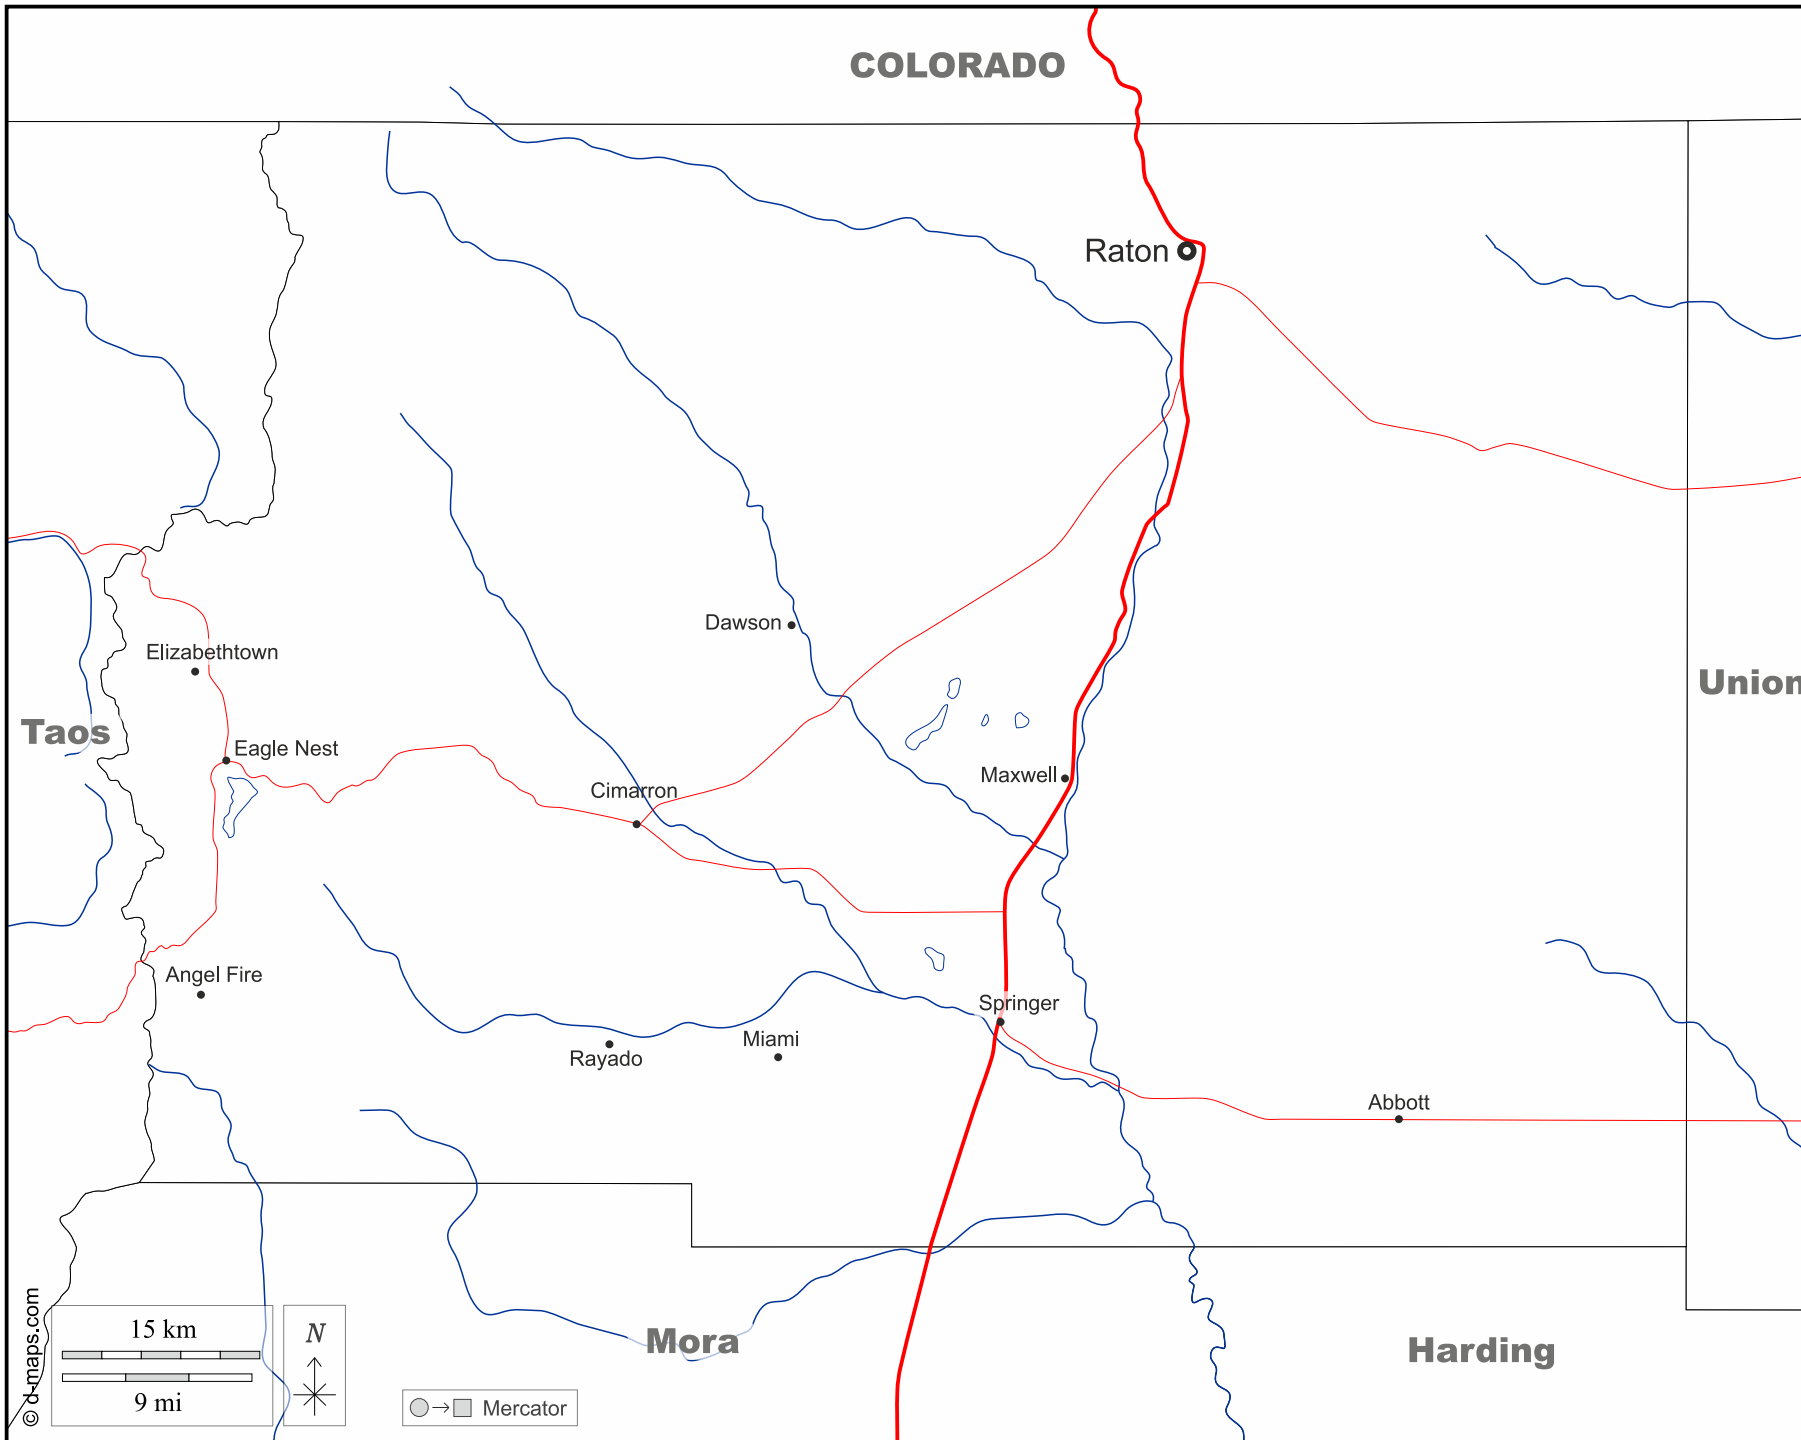 COLORADO
Raton
Dawson
Elizabethtown
Union
Taos
Eagle Nest
Maxwell
Cimarron
Angel Fire
Springer
Miami
Rayado
Abbott
Mora
Harding
© d-maps.com
15 km
9 mi
N
Mercator